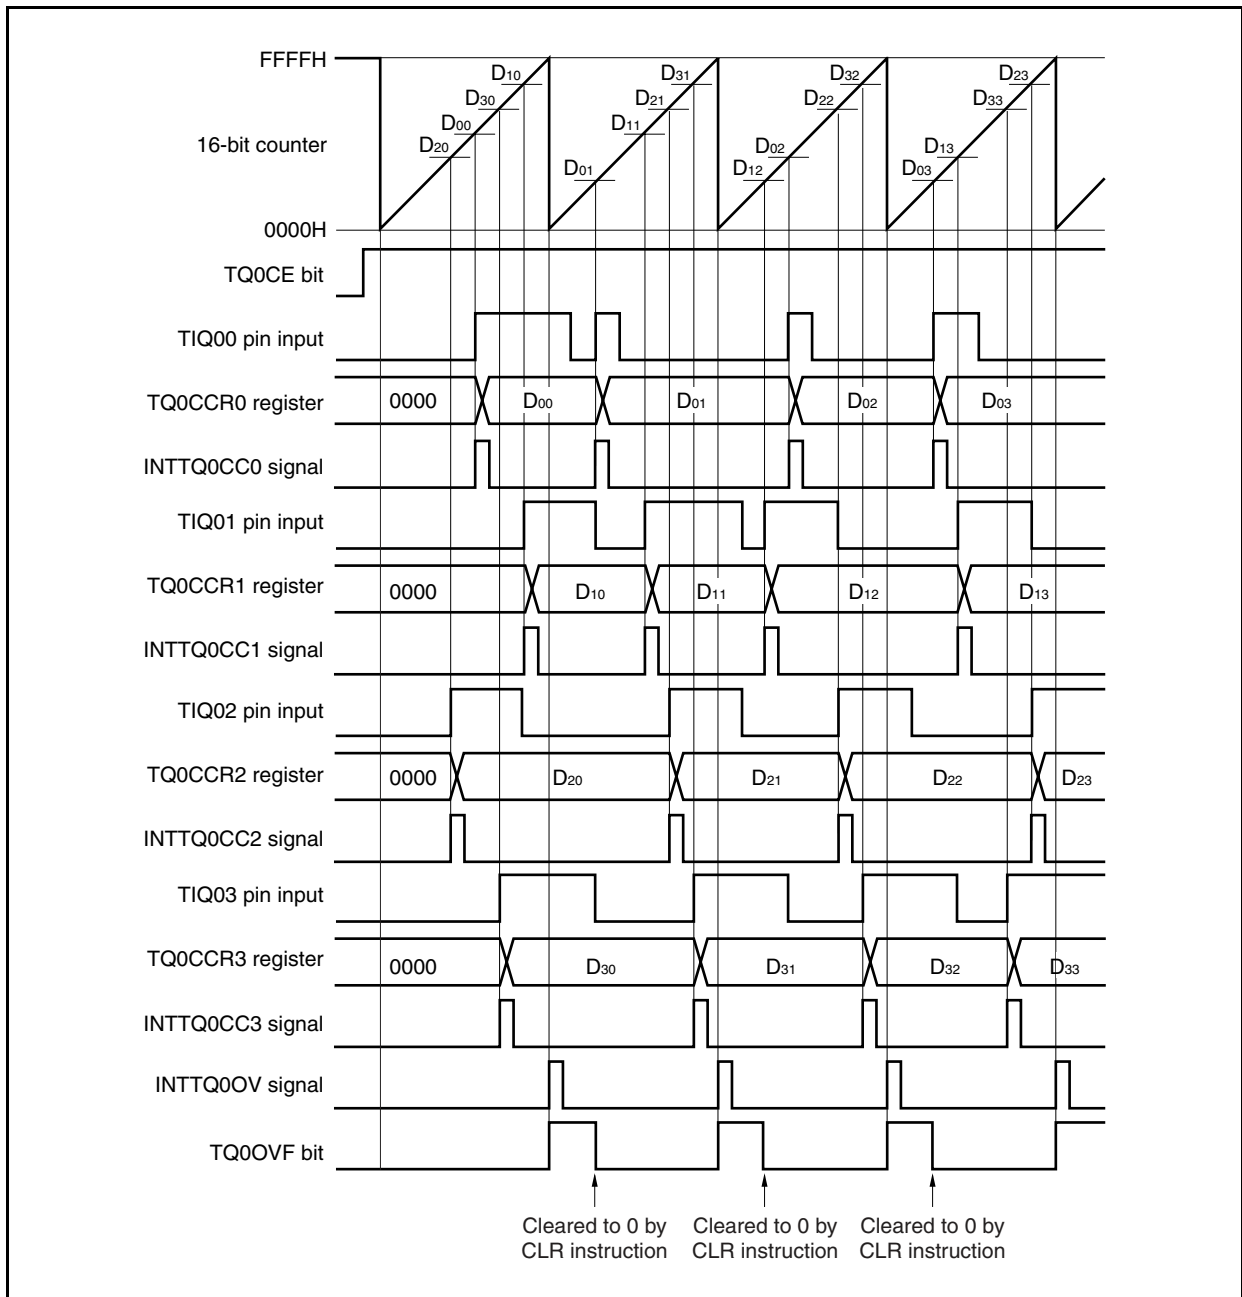 FFFFH
16-bit counter
0000H
D20
D00
D30
D10
D01
D11
D21
D31
D12
D02
D22
D32
D03
D13
D33
D23
TQ0CE bit
TIQ00 pin input
TQ0CCR0 register
0000 D00 D01 D02 D03
INTTQ0CC0 signal
TIQ01 pin input
TQ0CCR1 register
0000 D10 D11 D12 D13
INTTQ0CC1 signal
TIQ02 pin input
TQ0CCR2 register
0000 D20 D21 D22 D23
INTTQ0CC2 signal
TIQ03 pin input
TQ0CCR3 register
0000 D30 D31 D32 D33
INTTQ0CC3 signal
INTTQ0OV signal
TQ0OVF bit
Cleared to 0 by
CLR instruction
Cleared to 0 by
CLR instruction
Cleared to 0 by
CLR instruction